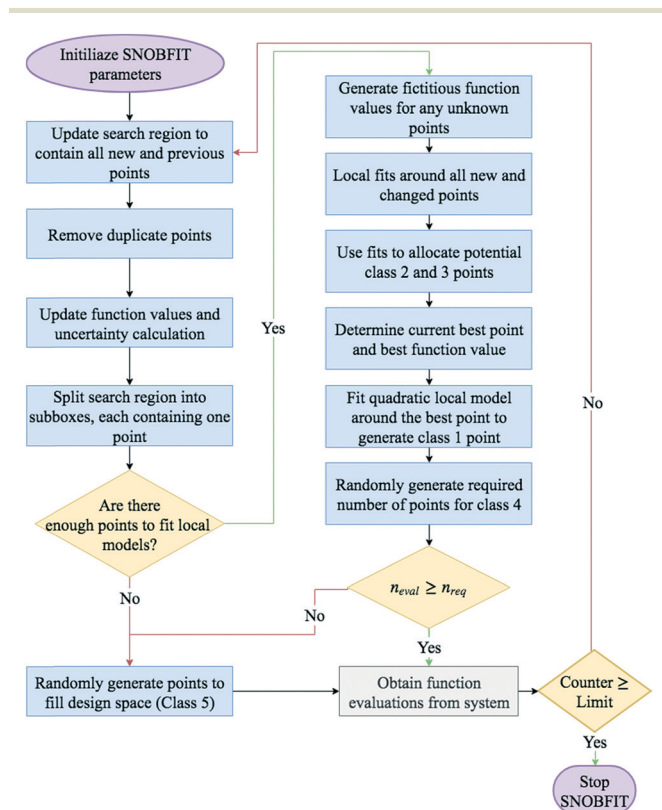 Initiliaze SNOBFIT
parameters
Update search region to
contain all new and previous
points
Remove duplicate points
Update function values and
uncertainty calculation
Split search region into
subboxes, each containing one
point
Are there
enough points to fit local
models?
Yes
No
Generate fictitious function
values for any unknown
points
Local fits around all new and
changed points
Use fits to allocate potential
class 2 and 3 points
Determine current best point
and best function value
Fit quadratic local model
around the best point to
generate class 1 point
Randomly generate required
number of points for class 4
n_eval ≥ n_req
No
Yes
Randomly generate points to
fill design space (Class 5)
Obtain function
evaluations from system
Counter ≥
Limit
No
Yes
Stop
SNOBFIT